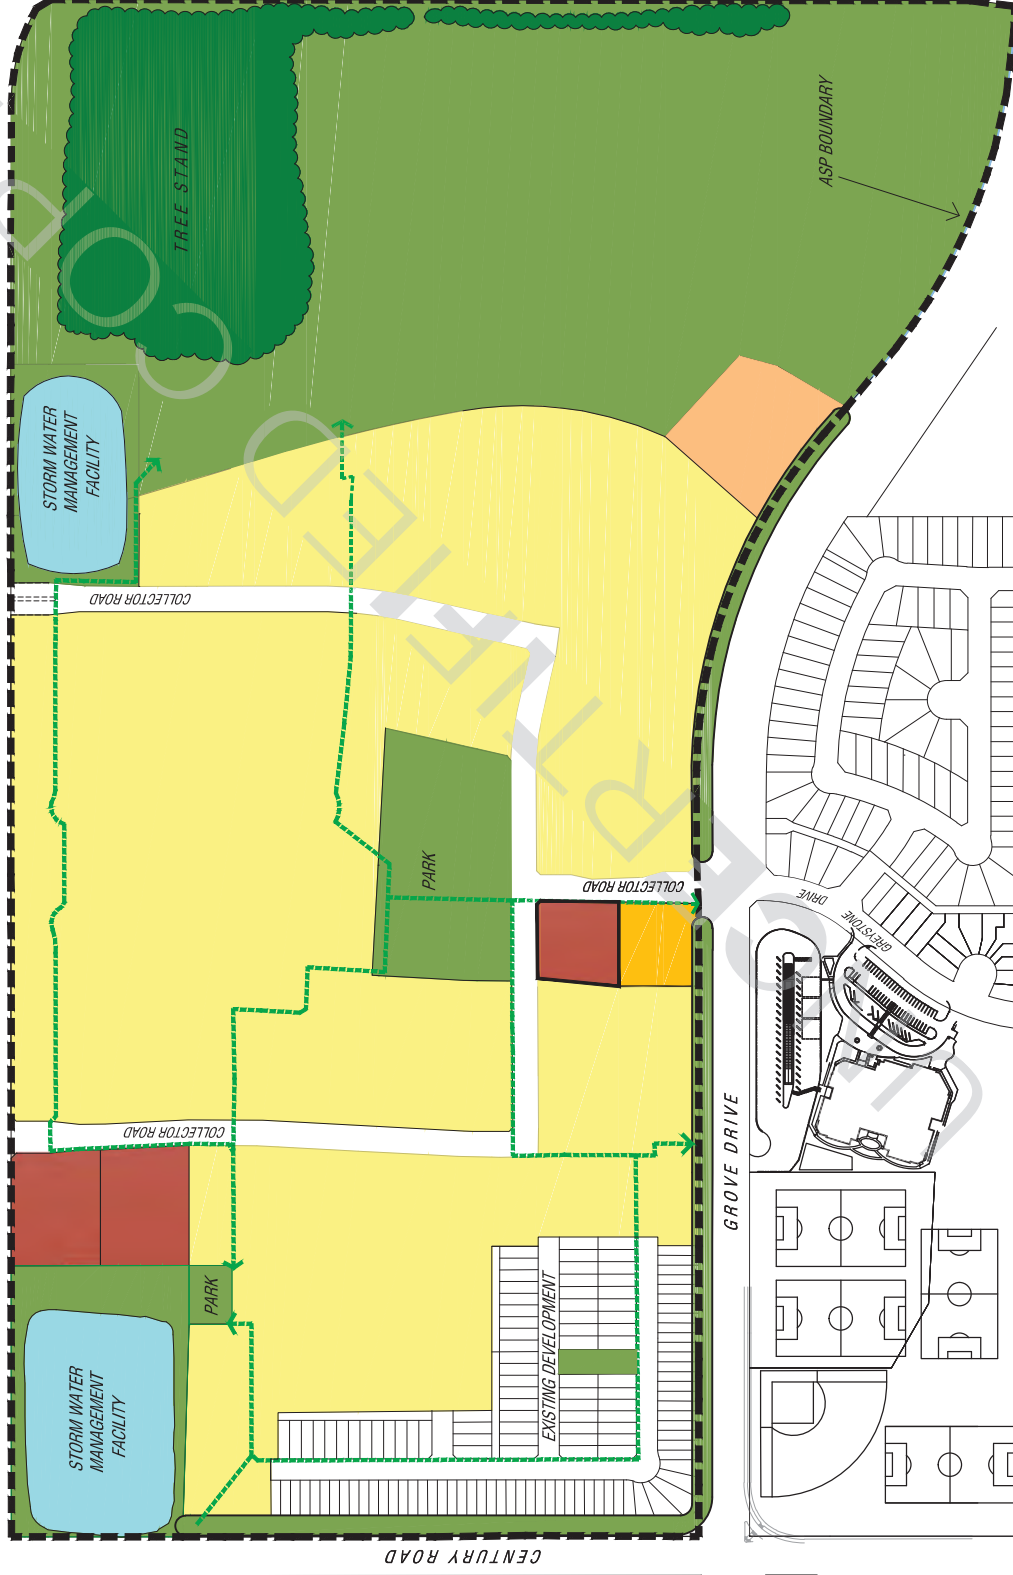 ASP BOUNDARY
TREE STAND
STORM WATER
MANAGEMENT
FACILITY
COLLECTOR ROAD
PARK
COLLECTOR ROAD
GREYSTONE
DRIVE
COLLECTOR ROAD
GROVE DRIVE
PARK
EXISTING DEVELOPMENT
STORM WATER
MANAGEMENT
FACILITY
CENTURY ROAD